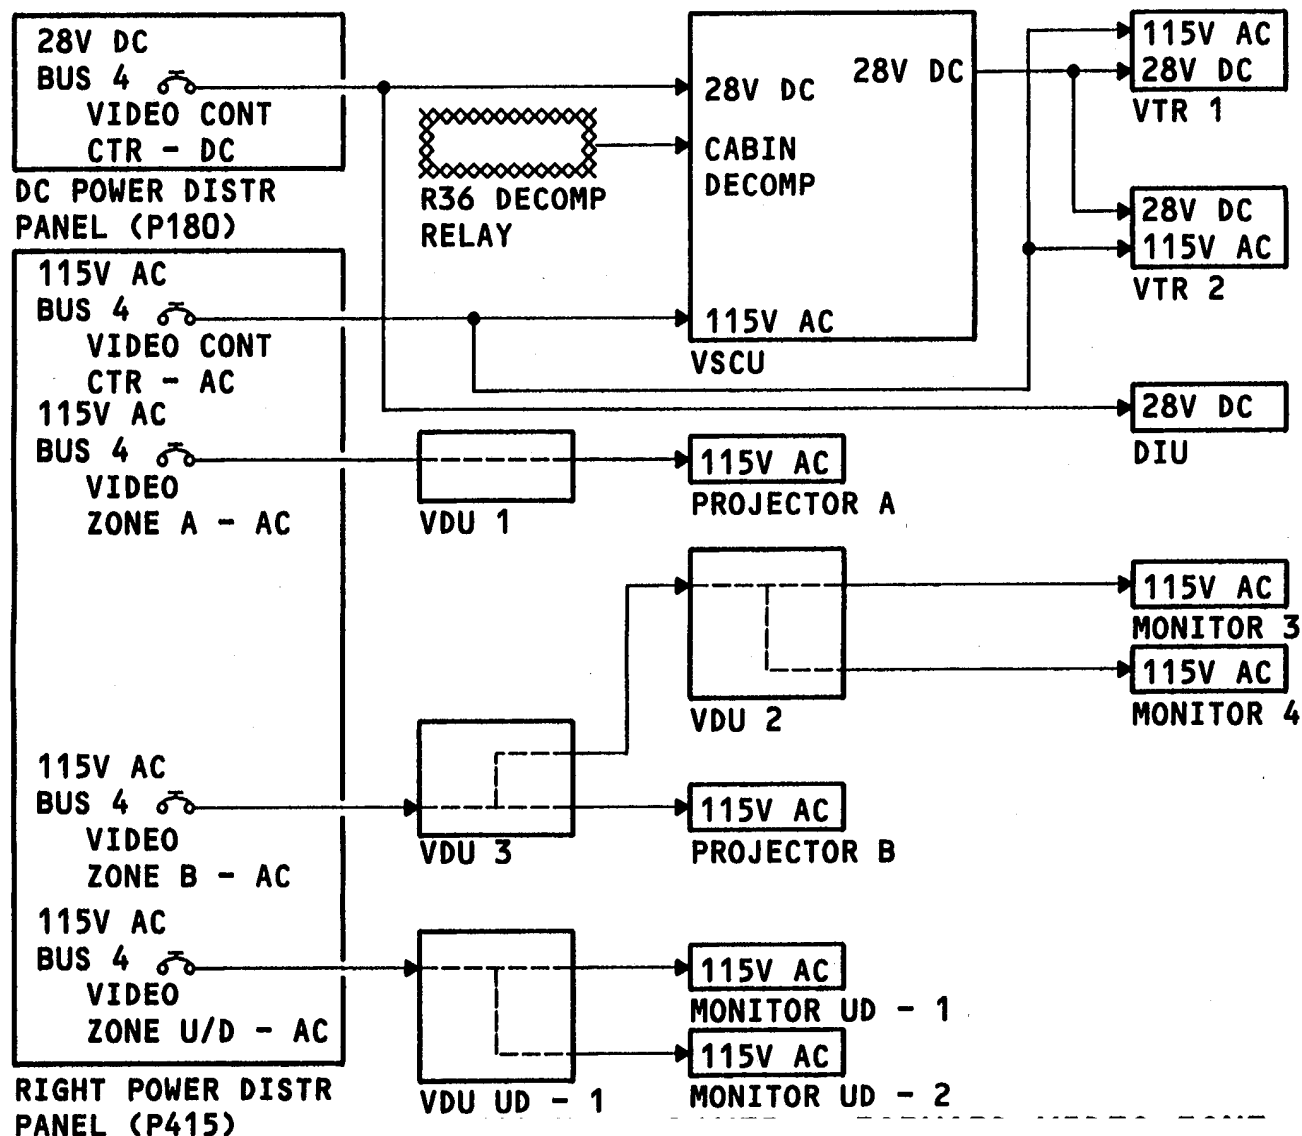 28V DC
BUS 4
VIDEO CONT
CTR - DC
DC POWER DISTR
PANEL (P180)
R36 DECOMP
RELAY
28V DC
28V DC
CABIN
DECOMP
115V AC
VSCU
115V AC
28V DC
VTR 1
28V DC
115V AC
VTR 2
28V DC
DIU
115V AC
BUS 4
VIDEO CONT
CTR - AC
115V AC
BUS 4
VIDEO
ZONE A - AC
VDU 1
115V AC
PROJECTOR A
VDU 2
115V AC
MONITOR 3
115V AC
MONITOR 4
115V AC
BUS 4
VIDEO
ZONE B - AC
VDU 3
115V AC
PROJECTOR B
115V AC
BUS 4
VIDEO
ZONE U/D - AC
VDU UD - 1
115V AC
MONITOR UD - 1
115V AC
MONITOR UD - 2
RIGHT POWER DISTR
PANEL (P415)